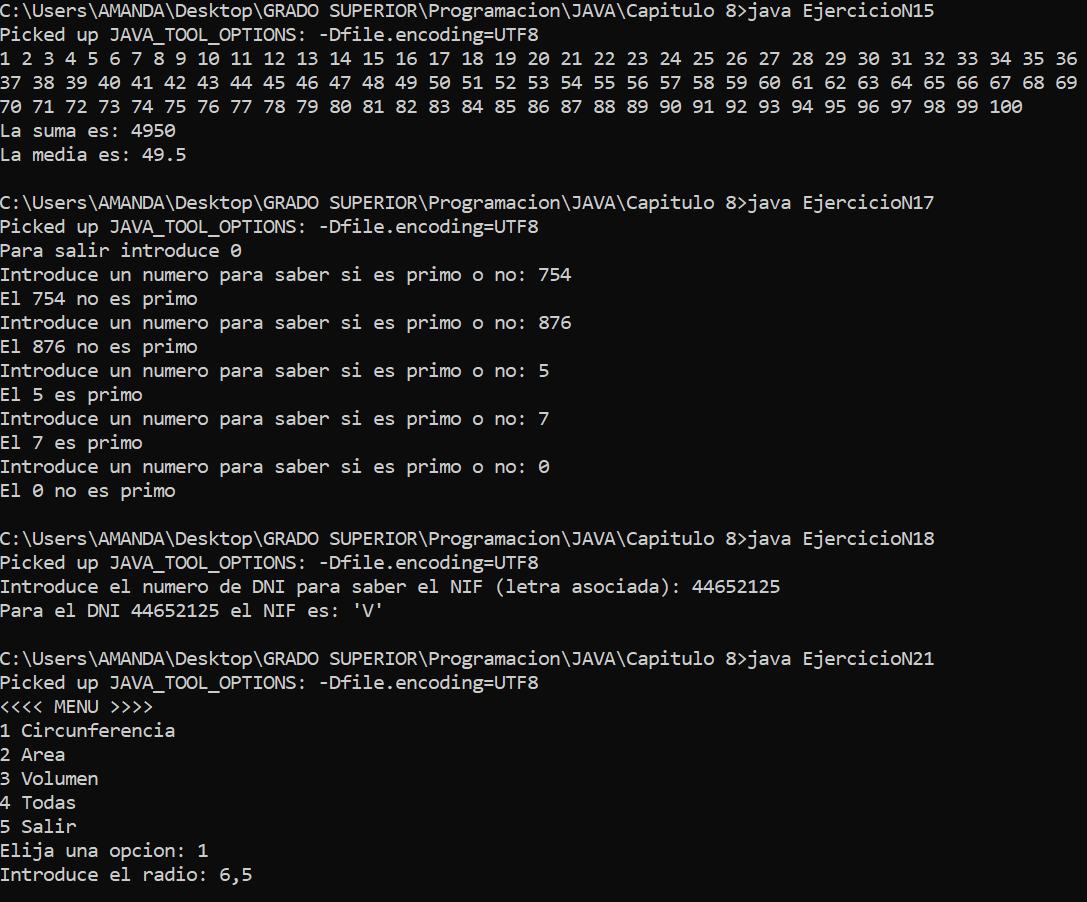 C:\Users\AMANDA\Desktop\GRADO SUPERIOR\Programacion\JAVA\Capitulo 8>java EjercicioN15
Picked up JAVA_TOOL_OPTIONS: -Dfile.encoding=UTF8
1 2 3 4 5 6 7 8 9 10 11 12 13 14 15 16 17 18 19 20 21 22 23 24 25 26 27 28 29 30 31 32 33 34 35 36
37 38 39 40 41 42 43 44 45 46 47 48 49 50 51 52 53 54 55 56 57 58 59 60 61 62 63 64 65 66 67 68 69
70 71 72 73 74 75 76 77 78 79 80 81 82 83 84 85 86 87 88 89 90 91 92 93 94 95 96 97 98 99 100
La suma es: 4950
La media es: 49.5
C:\Users\AMANDA\Desktop\GRADO SUPERIOR\Programacion\JAVA\Capitulo 8>java EjercicioN17
Picked up JAVA_TOOL_OPTIONS: -Dfile.encoding=UTF8
Para salir introduce 0
Introduce un numero para saber si es primo o no: 754
El 754 no es primo
Introduce un numero para saber si es primo o no: 876
El 876 no es primo
Introduce un numero para saber si es primo o no: 5
El 5 es primo
Introduce un numero para saber si es primo o no: 7
El 7 es primo
Introduce un numero para saber si es primo o no: 0
El 0 no es primo
C:\Users\AMANDA\Desktop\GRADO SUPERIOR\Programacion\JAVA\Capitulo 8>java EjercicioN18
Picked up JAVA_TOOL_OPTIONS: -Dfile.encoding=UTF8
Introduce el numero de DNI para saber el NIF (letra asociada): 44652125
Para el DNI 44652125 el NIF es: 'V'
C:\Users\AMANDA\Desktop\GRADO SUPERIOR\Programacion\JAVA\Capitulo 8>java EjercicioN21
Picked up JAVA_TOOL_OPTIONS: -Dfile.encoding=UTF8
<<<< MENU >>>>
1 Circunferencia
2 Area
3 Volumen
4 Todas
5 Salir
Elija una opcion: 1
Introduce el radio: 6,5